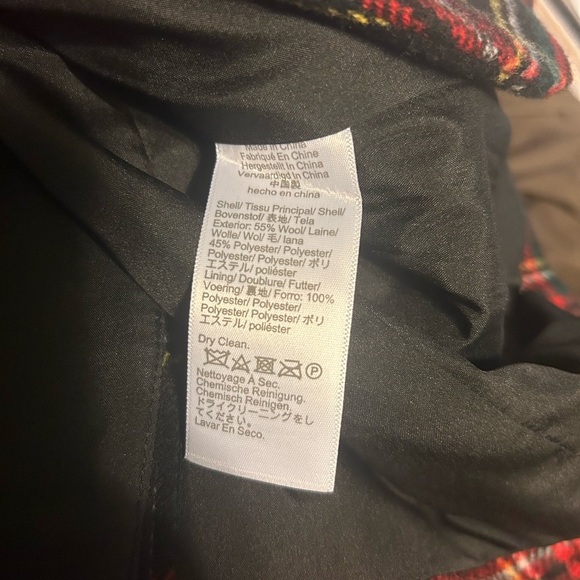 Made in China
Fabriqué En Chine
Hergestellt In China
Vervaardigd In China
中国製
hecho en china
Shell/ Tissu Principal/ Shell/
Bovenstof/ 表地/ Tela
Exterior: 55% Wool/ Laine/
Wolle/ Wol/ 毛/ lana
45% Polyester/ Polyester/
Polyester/ Polyester/ ポリ
エステル/ poliéster
Lining/ Doublure/ Futter/
Voering/ 裏地/ Forro: 100%
Polyester/ Polyester/
Polyester/ Polyester/ ポリ
エステル/ poliéster
Dry Clean.
P
Nettoyage À Sec.
Chemische Reinigung.
Chemisch Reinigen.
ドライクリーニングをし
てください。
Lavar En Seco.